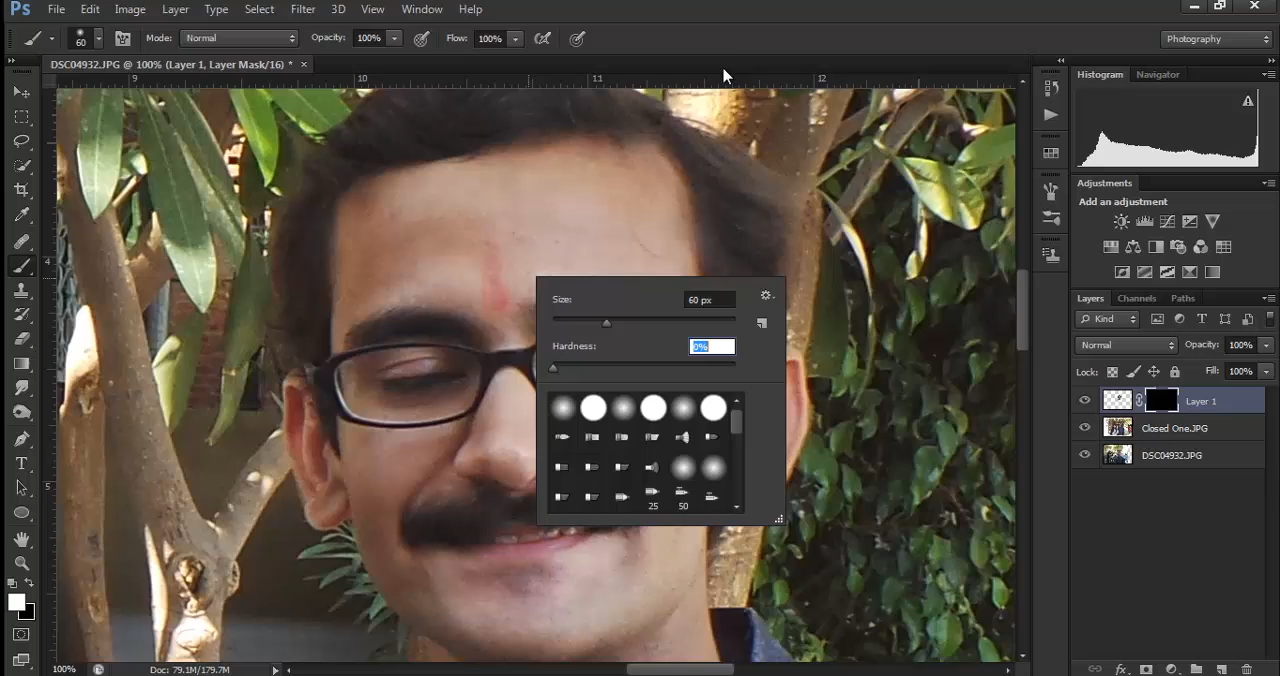 Ps File Edit Image Layer Type Select Filter 3D View Window Help
60 Mode: Normal Opacity: 100% Flow: 100% Photography
DSC04932.JPG @ 100% (Layer 1, Layer Mask/16) * ×
9 10 11 12
4
5
Histogram Navigator
Adjustments
Add an adjustment
Size: 60 px
Hardness: 0%
25 50
Layers Channels Paths
Kind
Normal Opacity: 100%
Lock: Fill: 100%
Layer 1
Closed One.JPG
DSC04932.JPG
100% Doc: 79.1M/179.7M